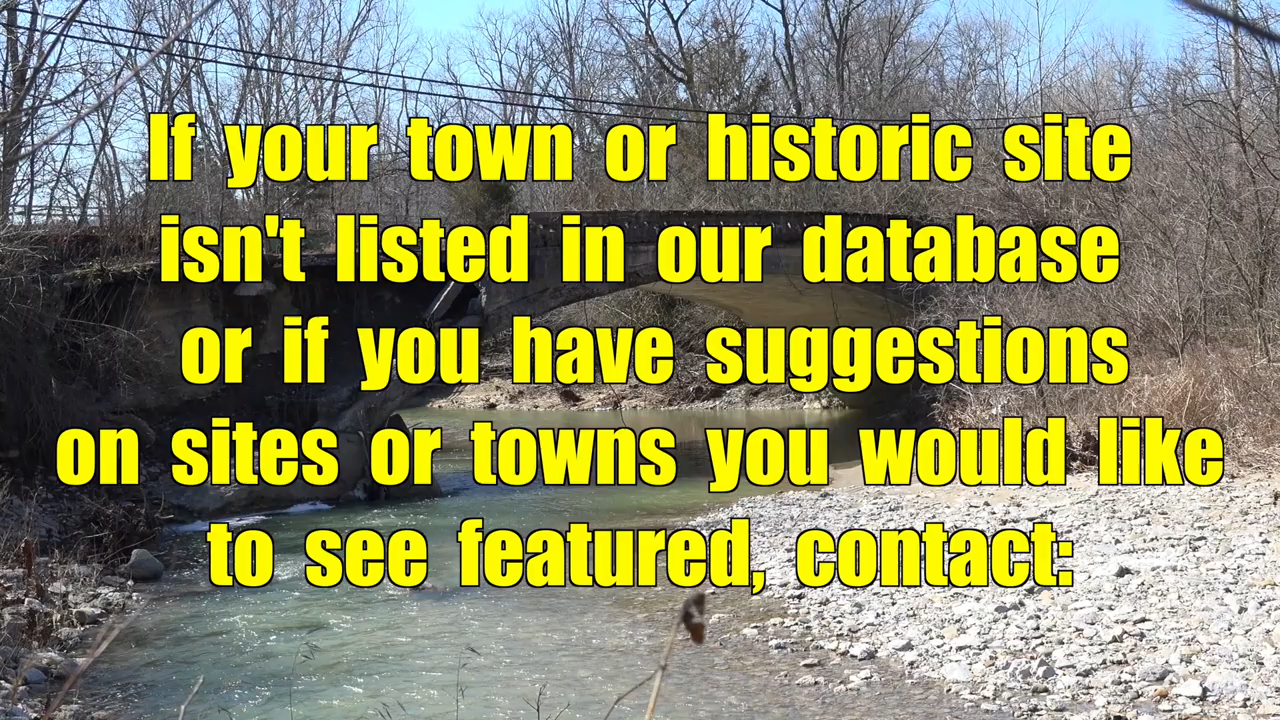 If your town or historic site
isn't listed in our database
or if you have suggestions
on sites or towns you would like
to see featured, contact: